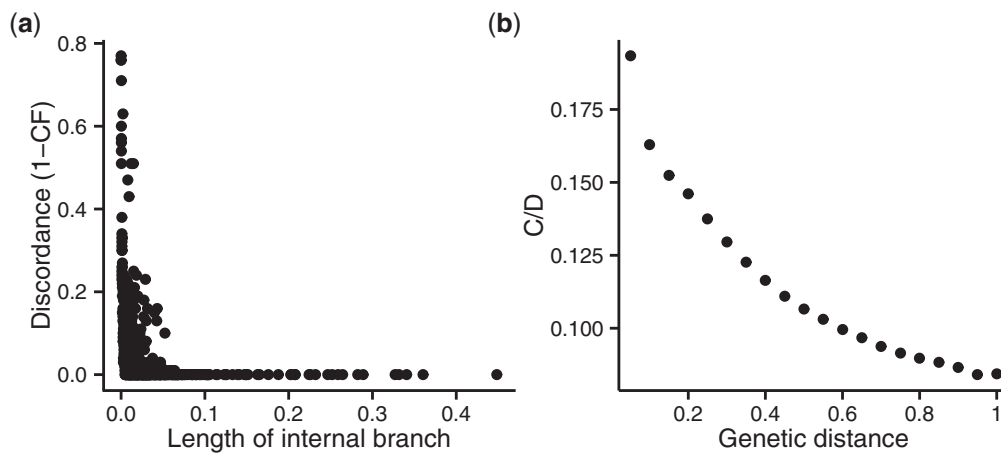 (a)
Discordance (1−CF)
0.8
0.6
0.4
0.2
0.0
0.0 0.1 0.2 0.3 0.4
Length of internal branch
(b)
C/D
0.175
0.150
0.125
0.100
0.2 0.4 0.6 0.8 1
Genetic distance